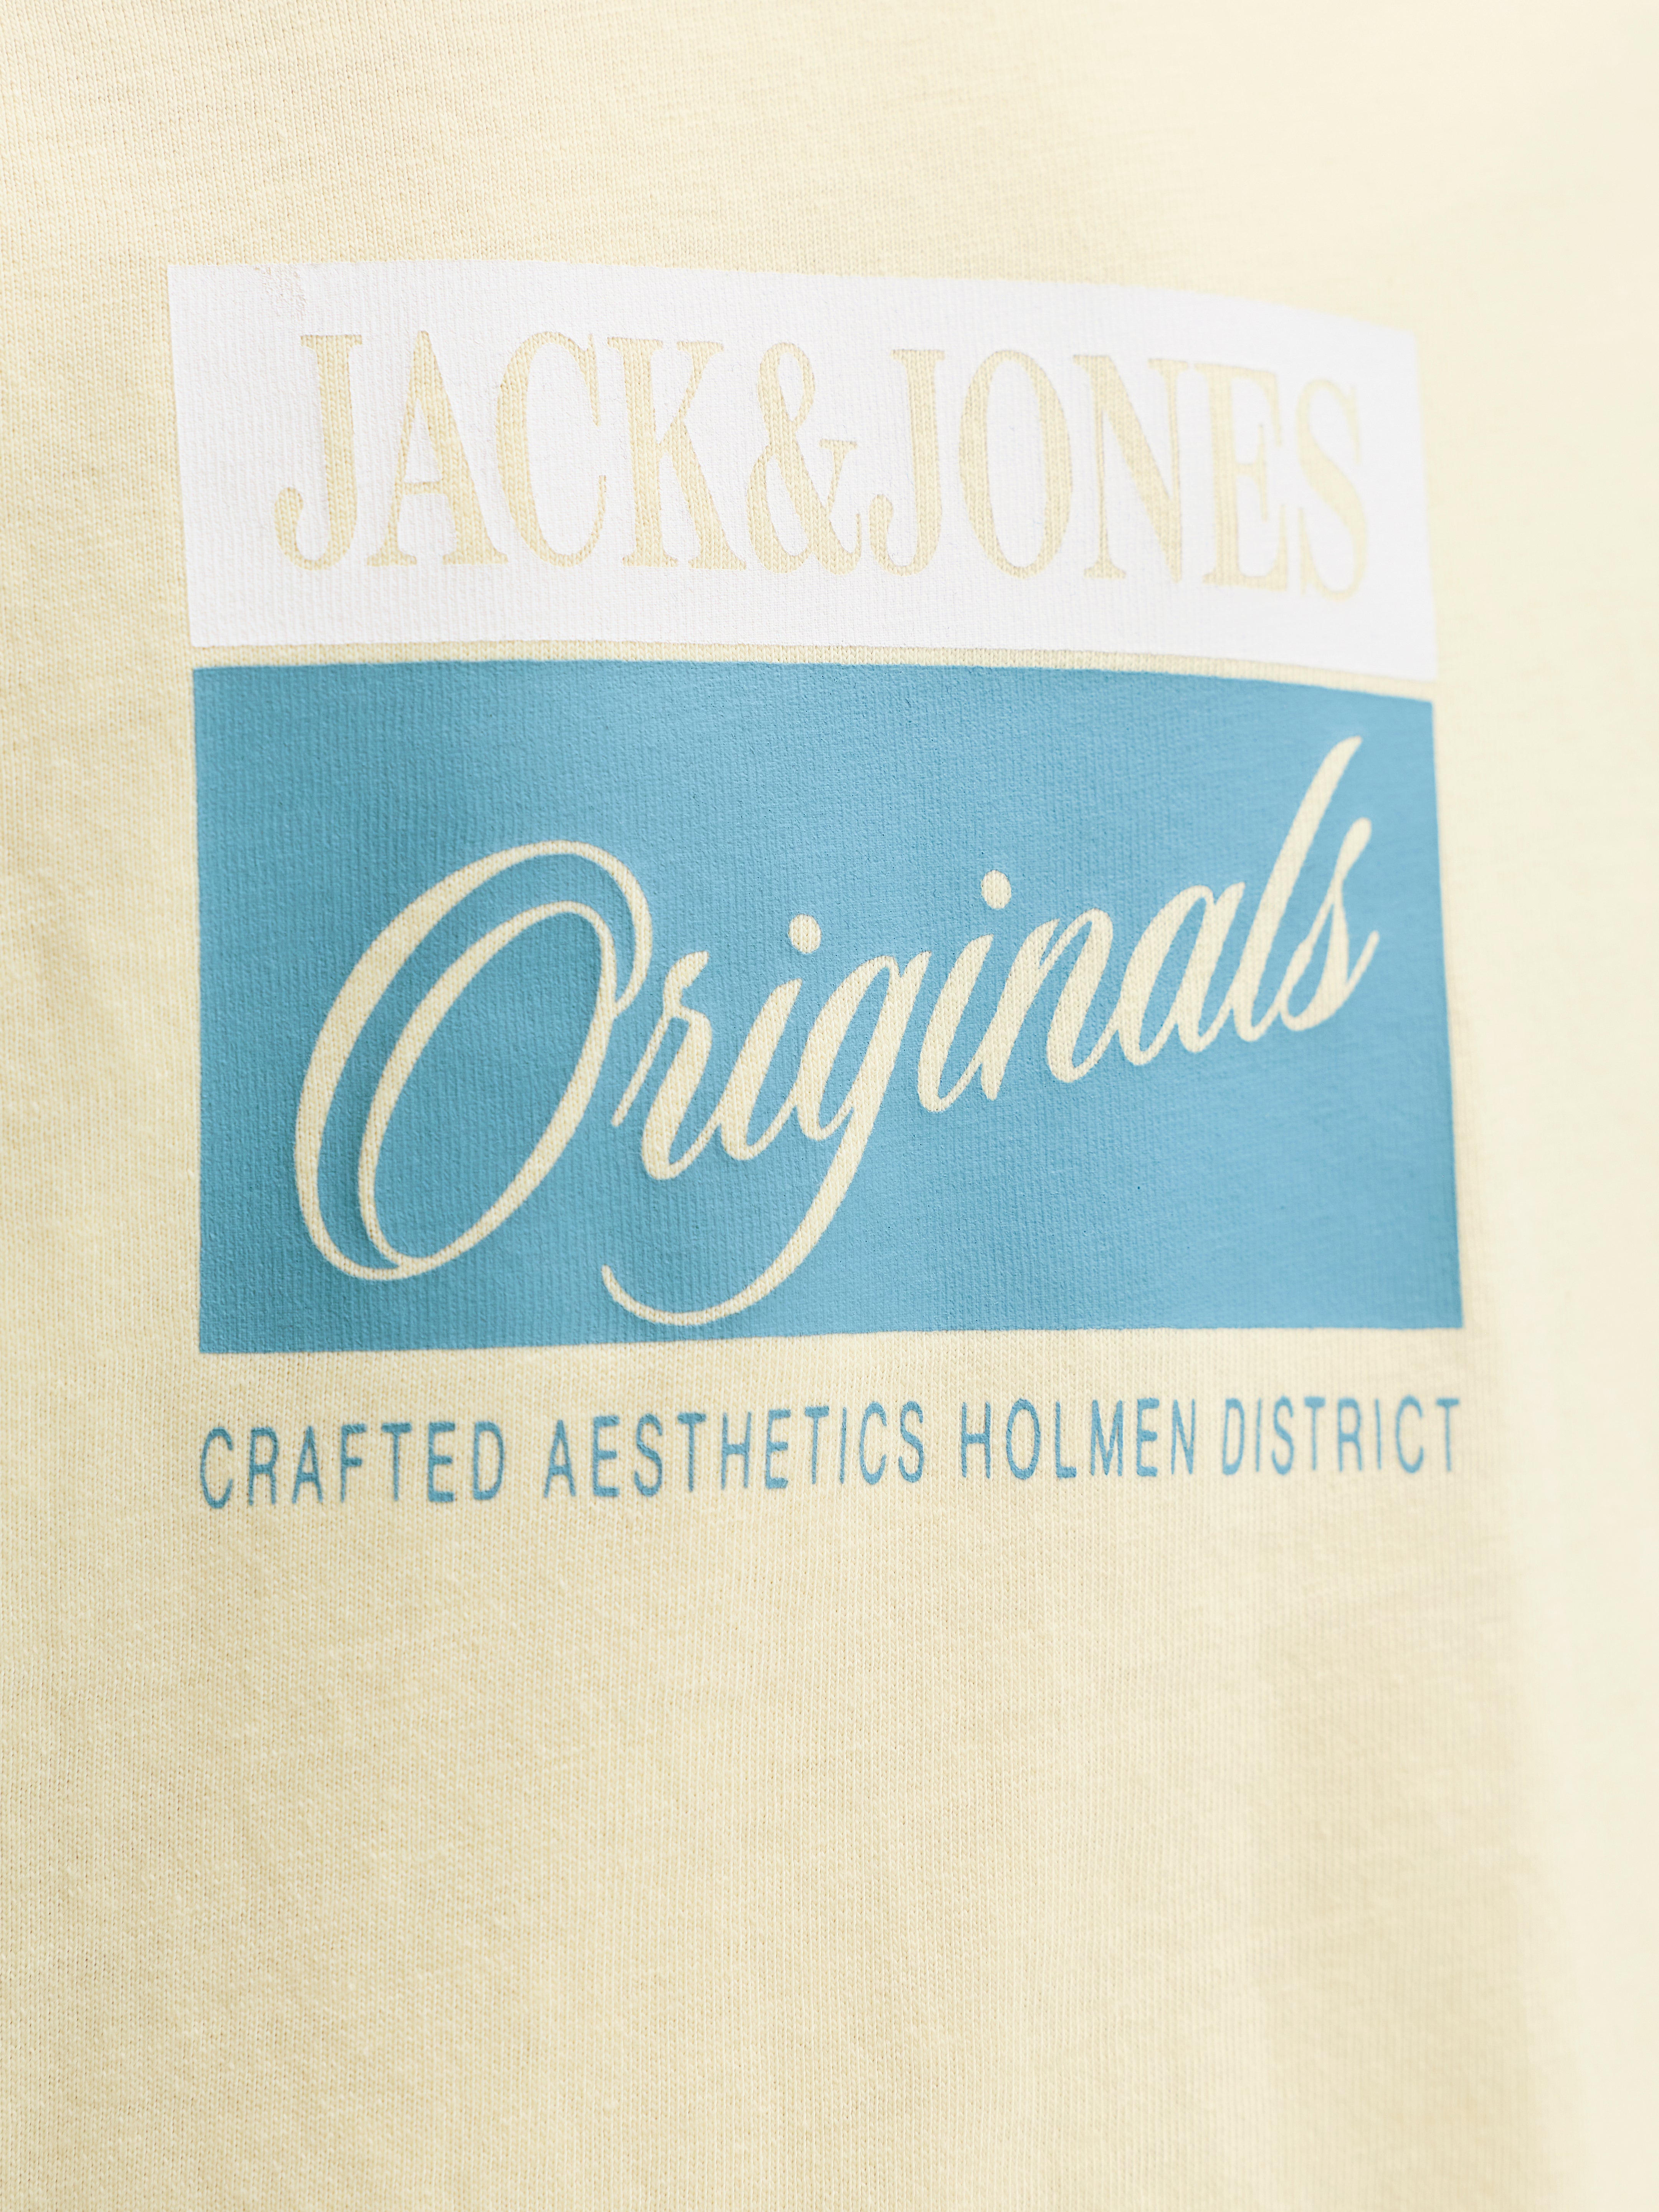 JACK&JONES
Originals
CRAFTED AESTHETICS HOLMEN DISTRICT